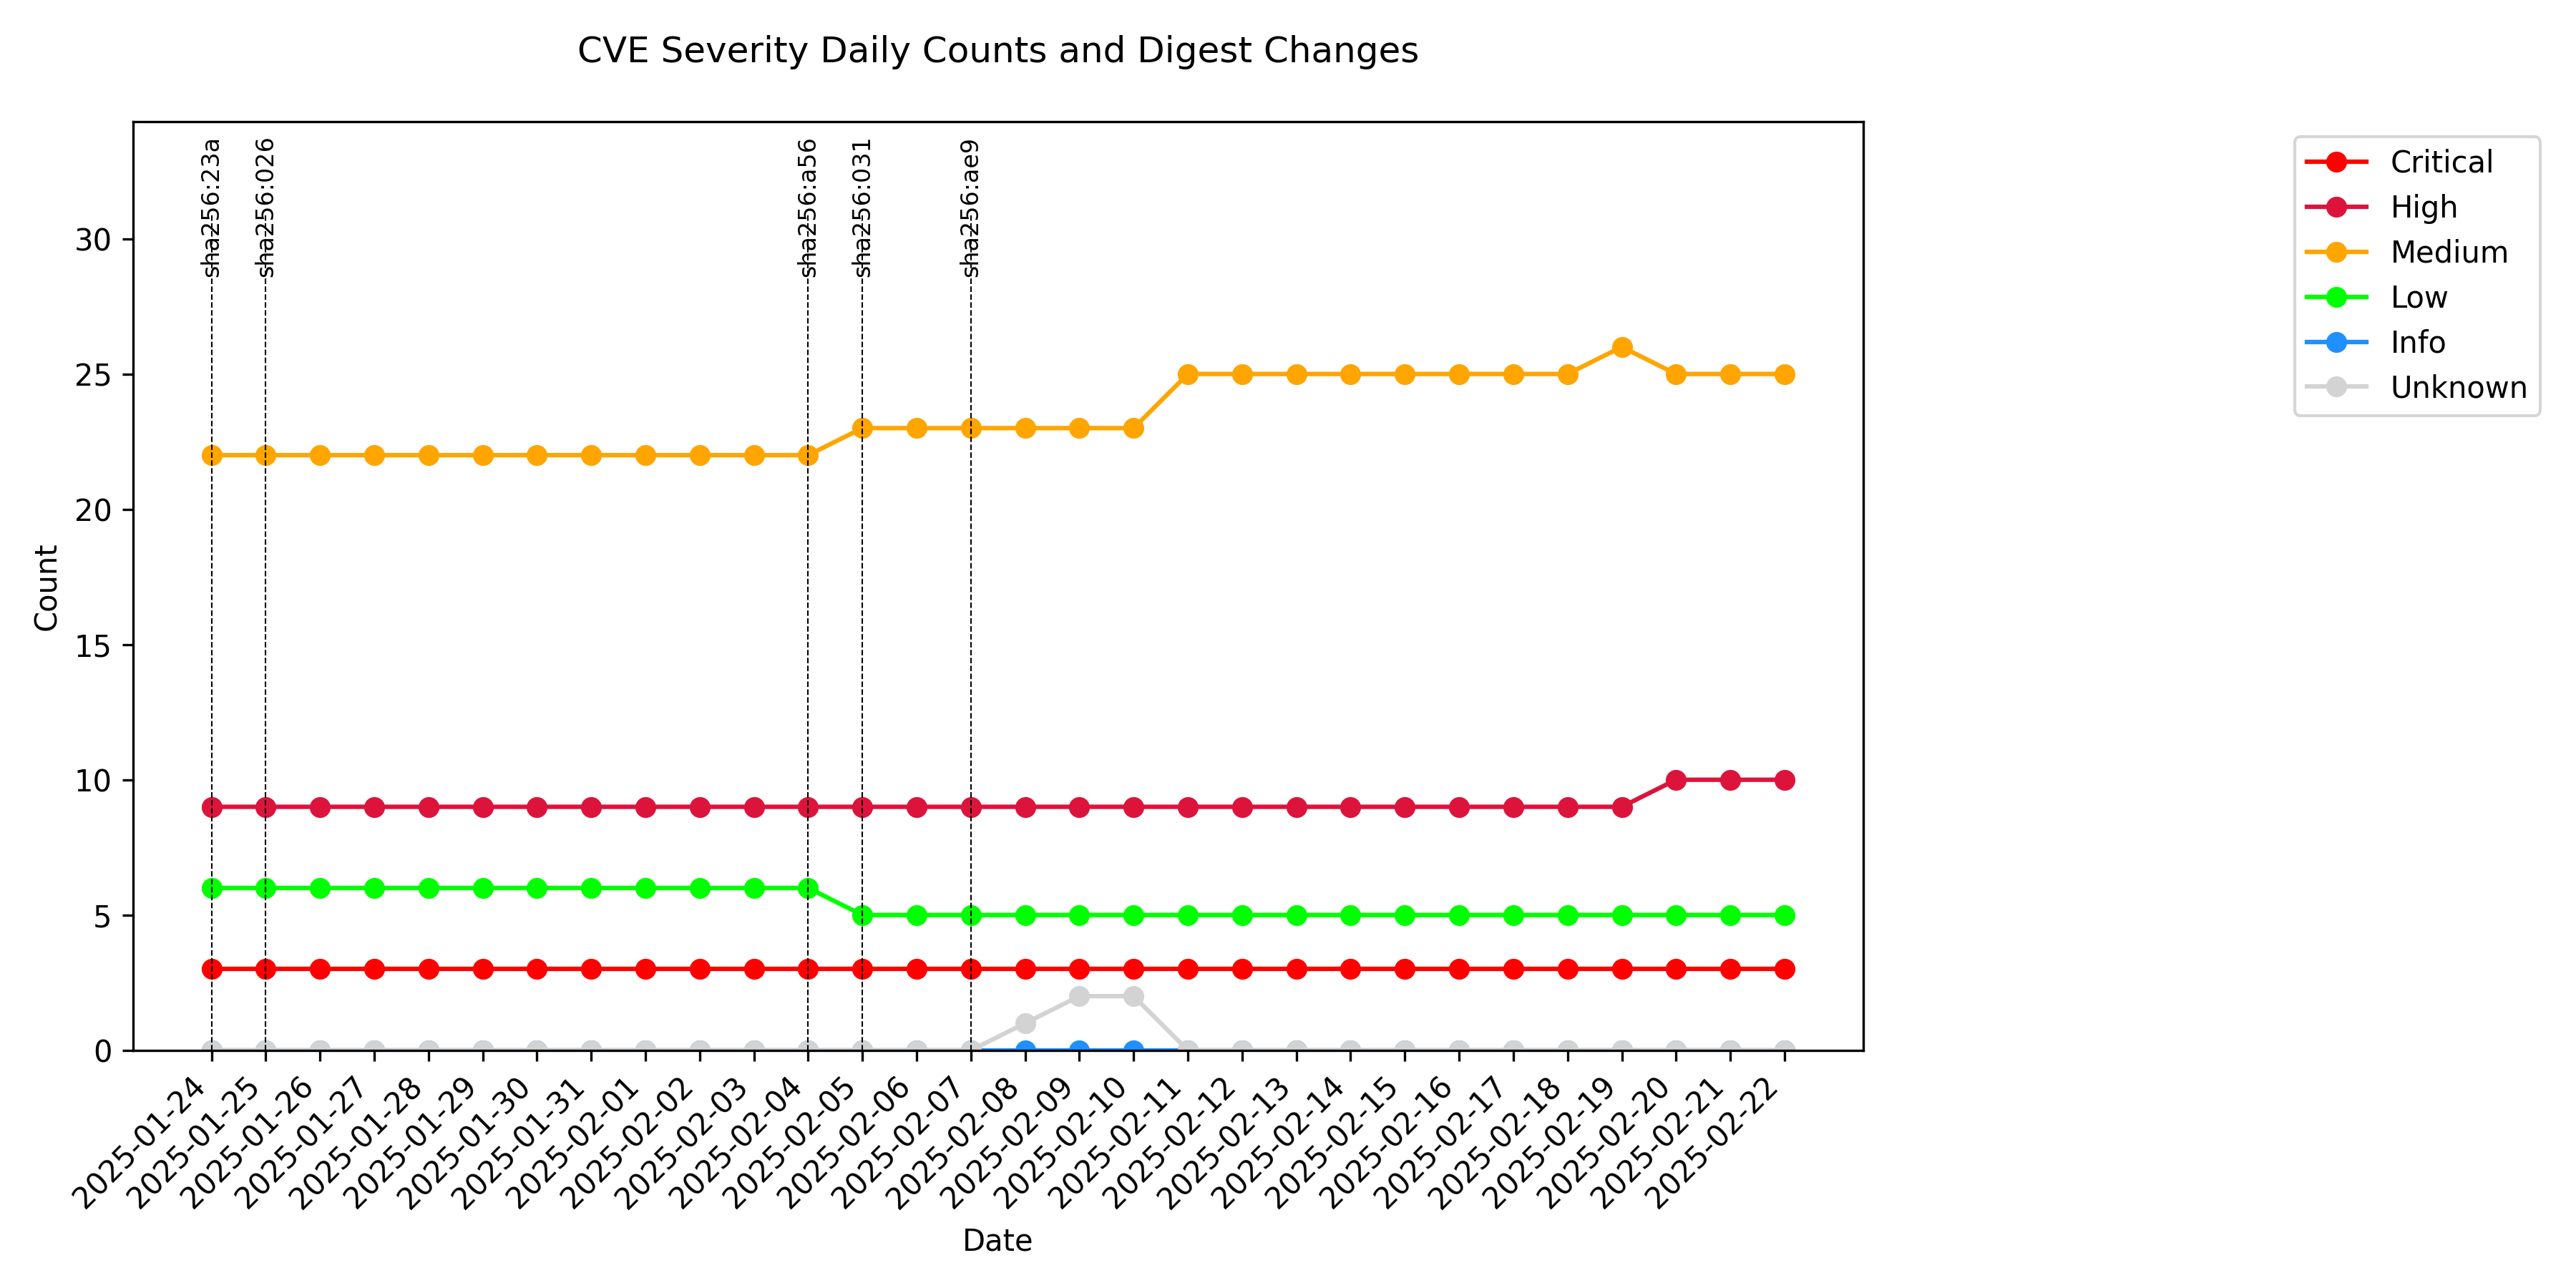 CVE Severity Daily Counts and Digest Changes
sha256:23a
sha256:026
sha256:a56
sha256:031
sha256:ae9
Critical
High
Medium
Low
Info
Unknown
30
25
20
15
10
5
0
Count
2025-01-24
2025-01-25
2025-01-26
2025-01-27
2025-01-28
2025-01-29
2025-01-30
2025-01-31
2025-02-01
2025-02-02
2025-02-03
2025-02-04
2025-02-05
2025-02-06
2025-02-07
2025-02-08
2025-02-09
2025-02-10
2025-02-11
2025-02-12
2025-02-13
2025-02-14
2025-02-15
2025-02-16
2025-02-17
2025-02-18
2025-02-19
2025-02-20
2025-02-21
2025-02-22
Date